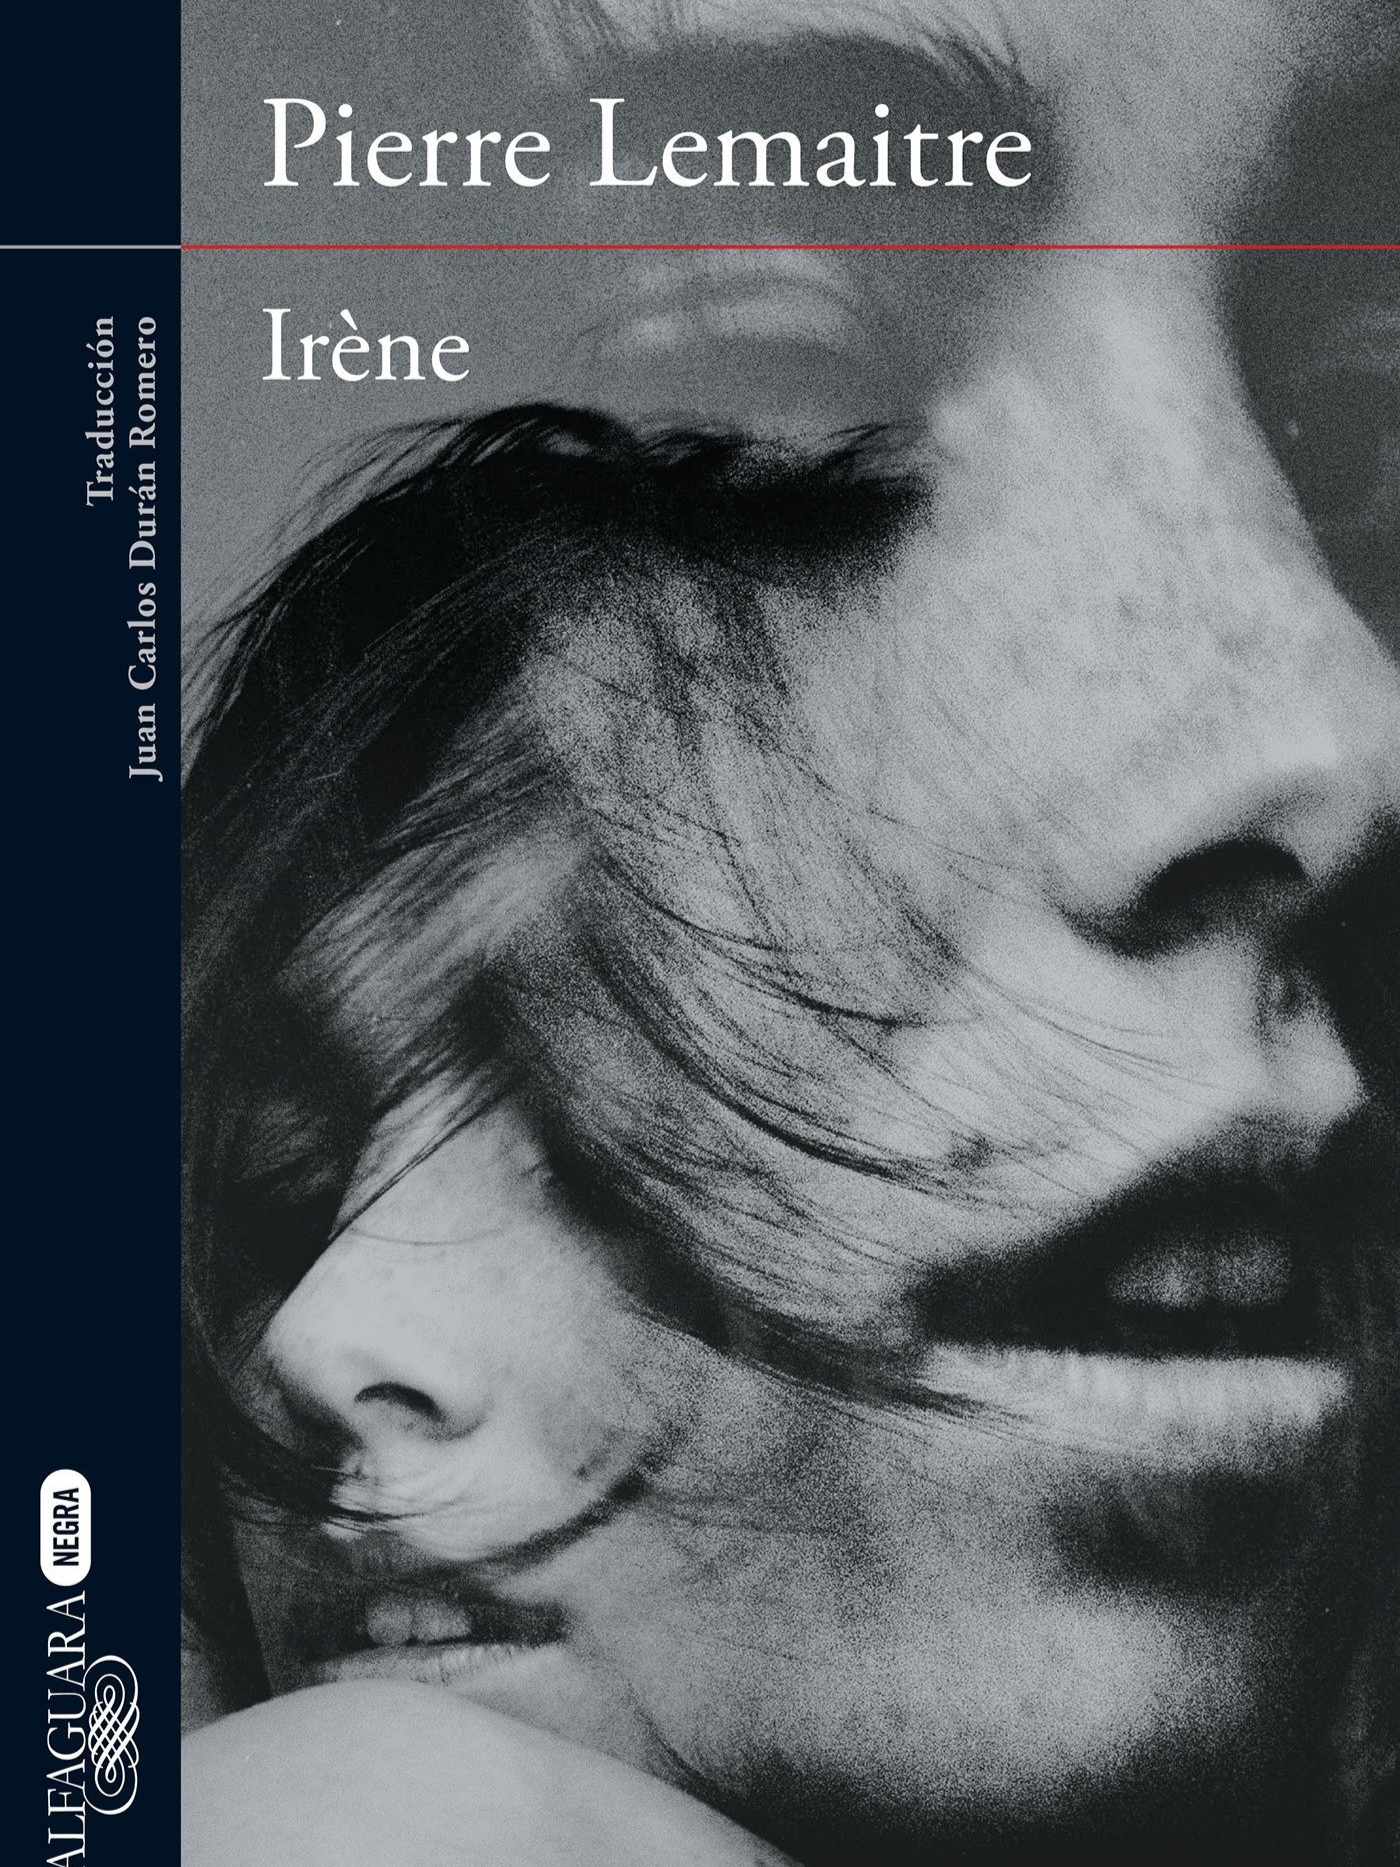 Pierre Lemaitre
Irène
Traducción
Juan Carlos Durán Romero
ALFAGUARA NEGRA